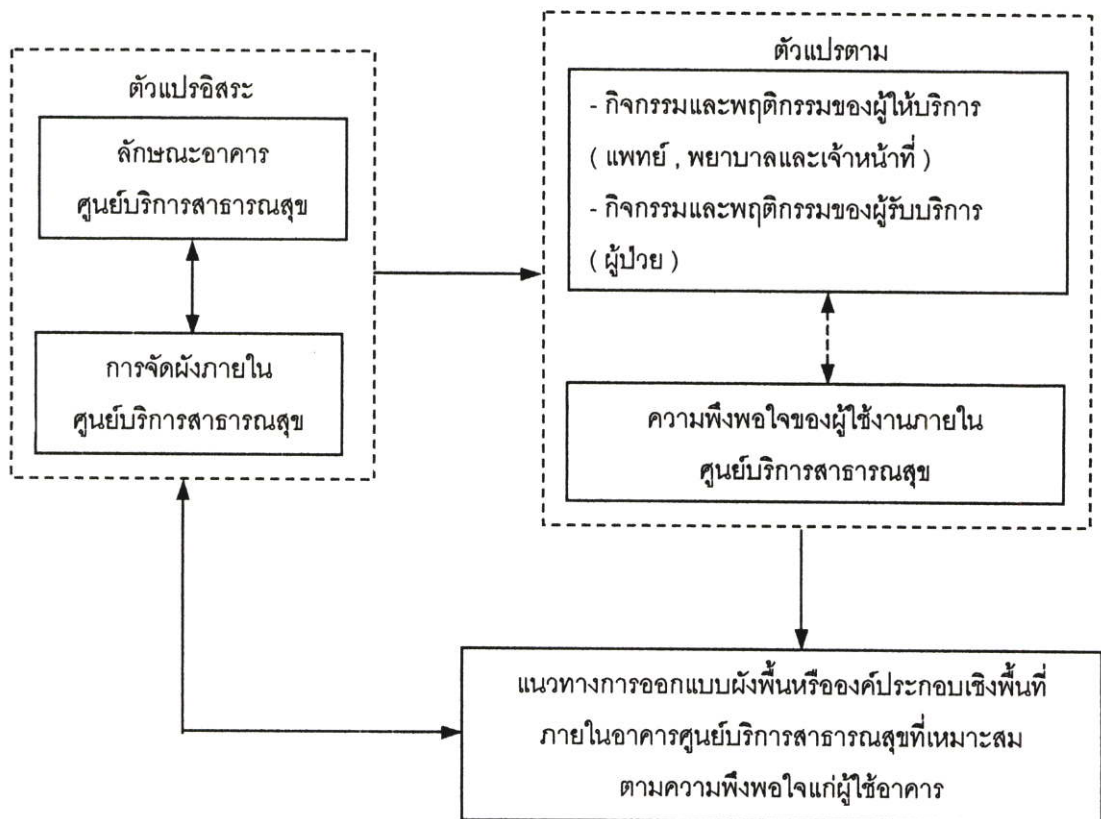 ตัวแปรอิสระ
ลักษณะอาคาร
ศูนย์บริการสาธารณสุข
การจัดผังภายใน
ศูนย์บริการสาธารณสุข
ตัวแปรตาม
- กิจกรรมและพฤติกรรมของผู้ให้บริการ
( แพทย์ , พยาบาลและเจ้าหน้าที่ )
- กิจกรรมและพฤติกรรมของผู้รับบริการ
( ผู้ป่วย )
ความพึงพอใจของผู้ใช้งานภายใน
ศูนย์บริการสาธารณสุข
แนวทางการออกแบบผังพื้นหรือองค์ประกอบเชิงพื้นที่
ภายในอาคารศูนย์บริการสาธารณสุขที่เหมาะสม
ตามความพึงพอใจแก่ผู้ใช้อาคาร